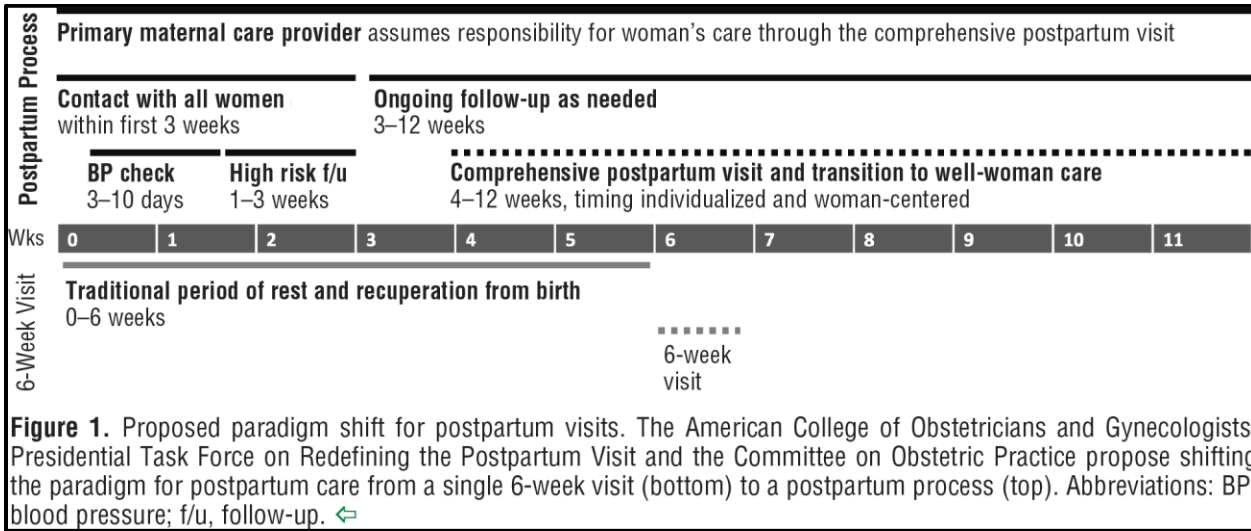 Postpartum Process
Primary maternal care provider assumes responsibility for woman's care through the comprehensive postpartum visit
Contact with all women
within first 3 weeks
Ongoing follow-up as needed
3–12 weeks
BP check
3–10 days
High risk f/u
1–3 weeks
Comprehensive postpartum visit and transition to well-woman care
4–12 weeks, timing individualized and woman-centered
Wks 0 1 2 3 4 5 6 7 8 9 10 11
6-Week Visit
Traditional period of rest and recuperation from birth
0–6 weeks
6-week
visit
Figure 1. Proposed paradigm shift for postpartum visits. The American College of Obstetricians and Gynecologists
Presidential Task Force on Redefining the Postpartum Visit and the Committee on Obstetric Practice propose shifting
the paradigm for postpartum care from a single 6-week visit (bottom) to a postpartum process (top). Abbreviations: BP
blood pressure; f/u, follow-up. ⇦